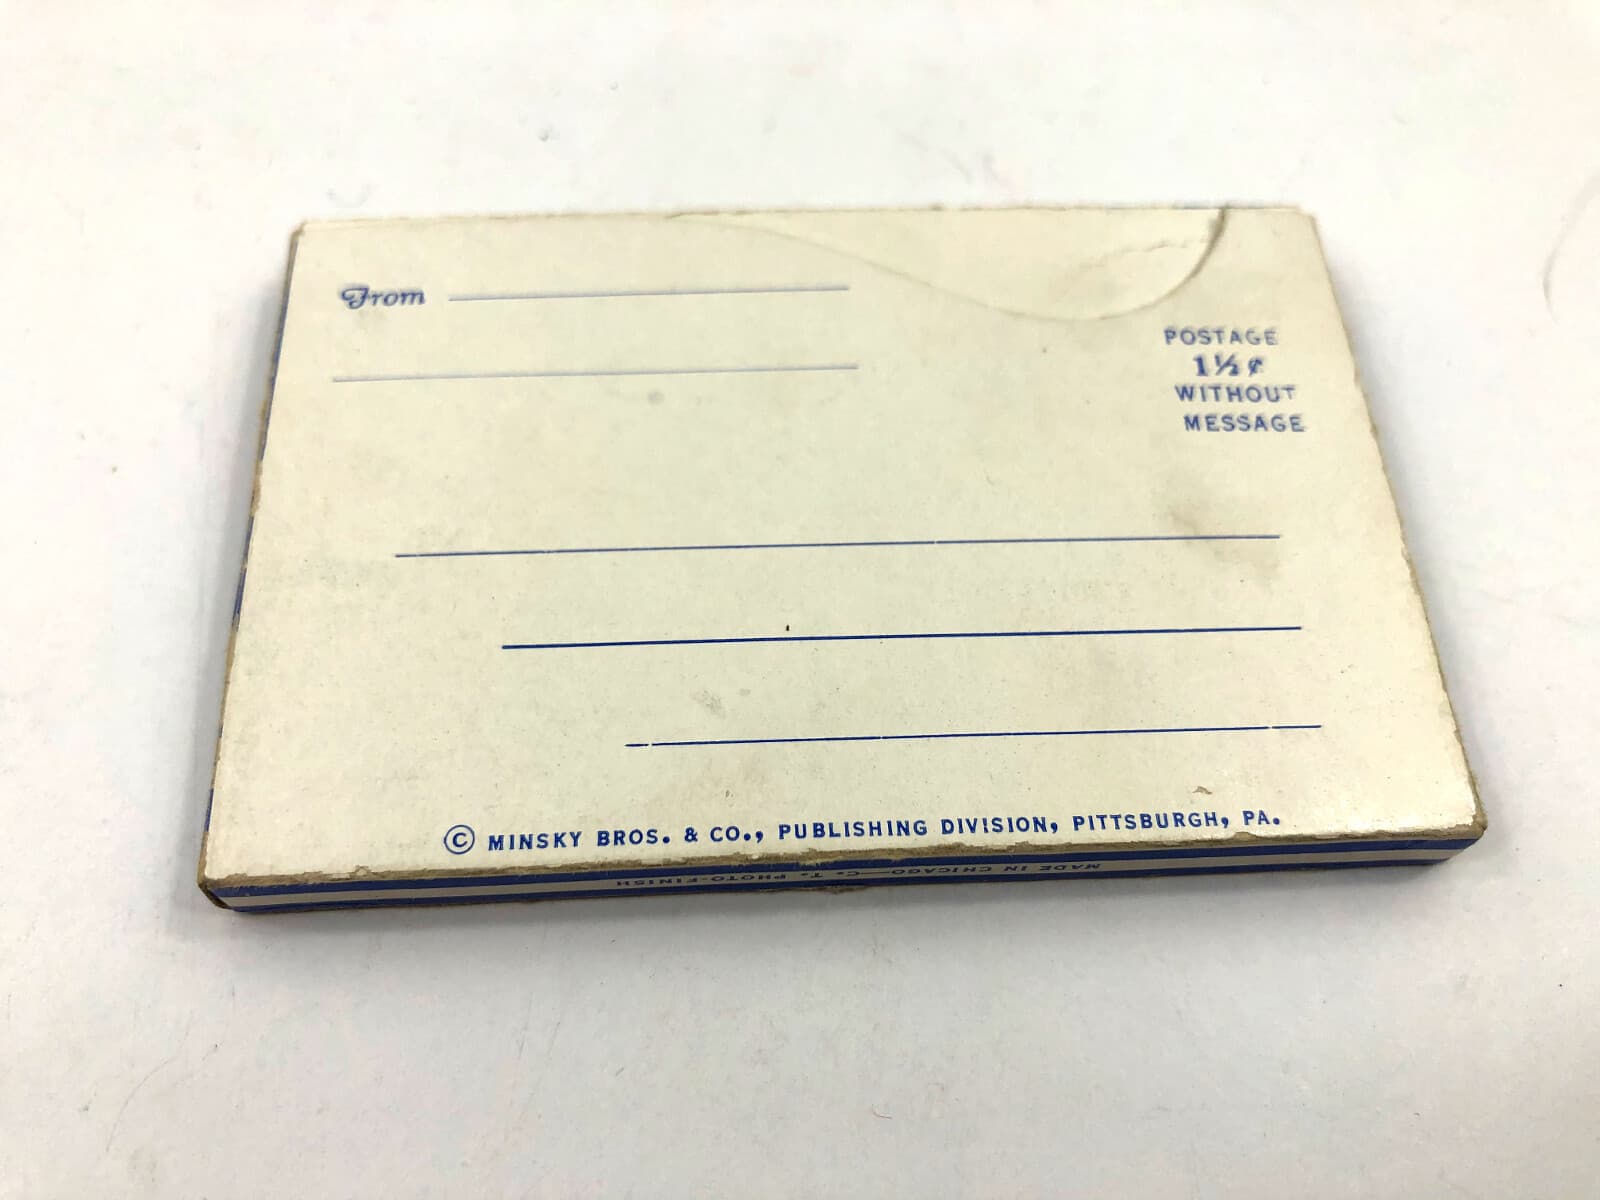 From
POSTAGE
1½¢
WITHOUT
MESSAGE
© MINSKY BROS. & CO., PUBLISHING DIVISION, PITTSBURGH, PA.
MADE IN CHICAGO—C. T. PHOTO-FINISH